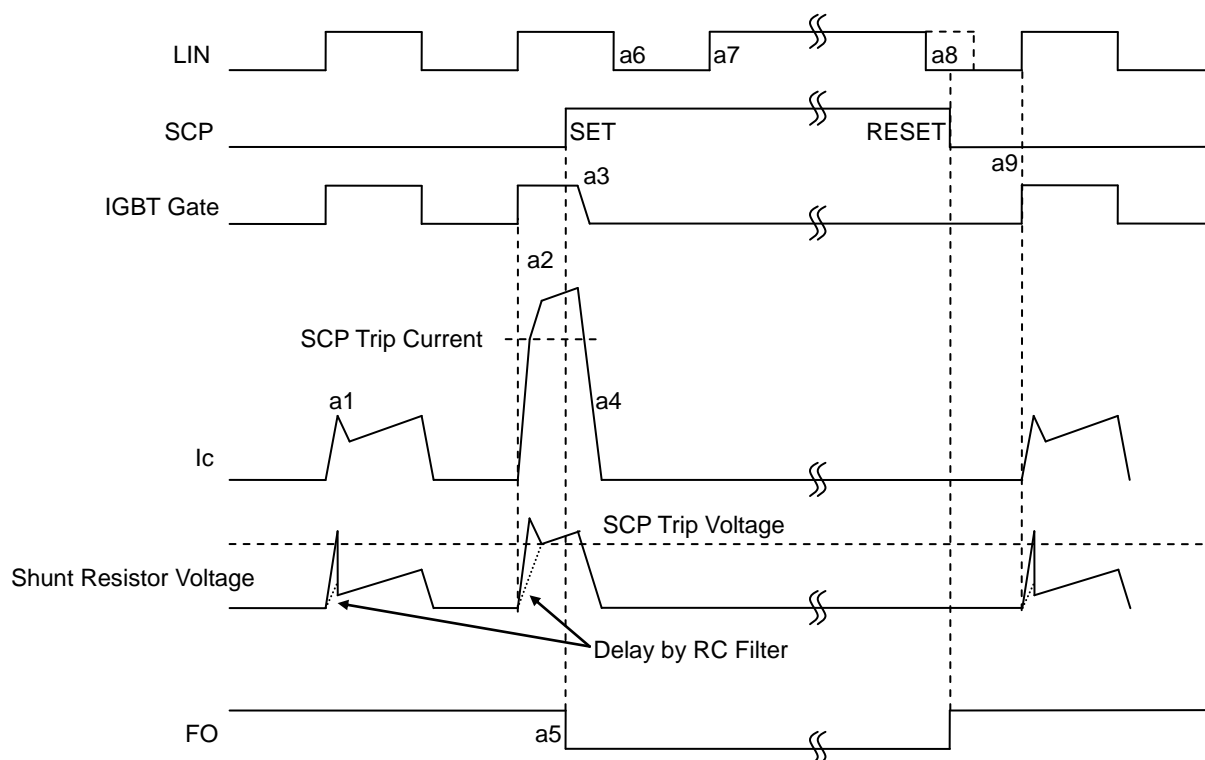 LIN
a6
a7
a8
SCP
SET
RESET
a9
a3
IGBT Gate
a2
SCP Trip Current
a1
a4
Ic
SCP Trip Voltage
Shunt Resistor Voltage
Delay by RC Filter
FO
a5